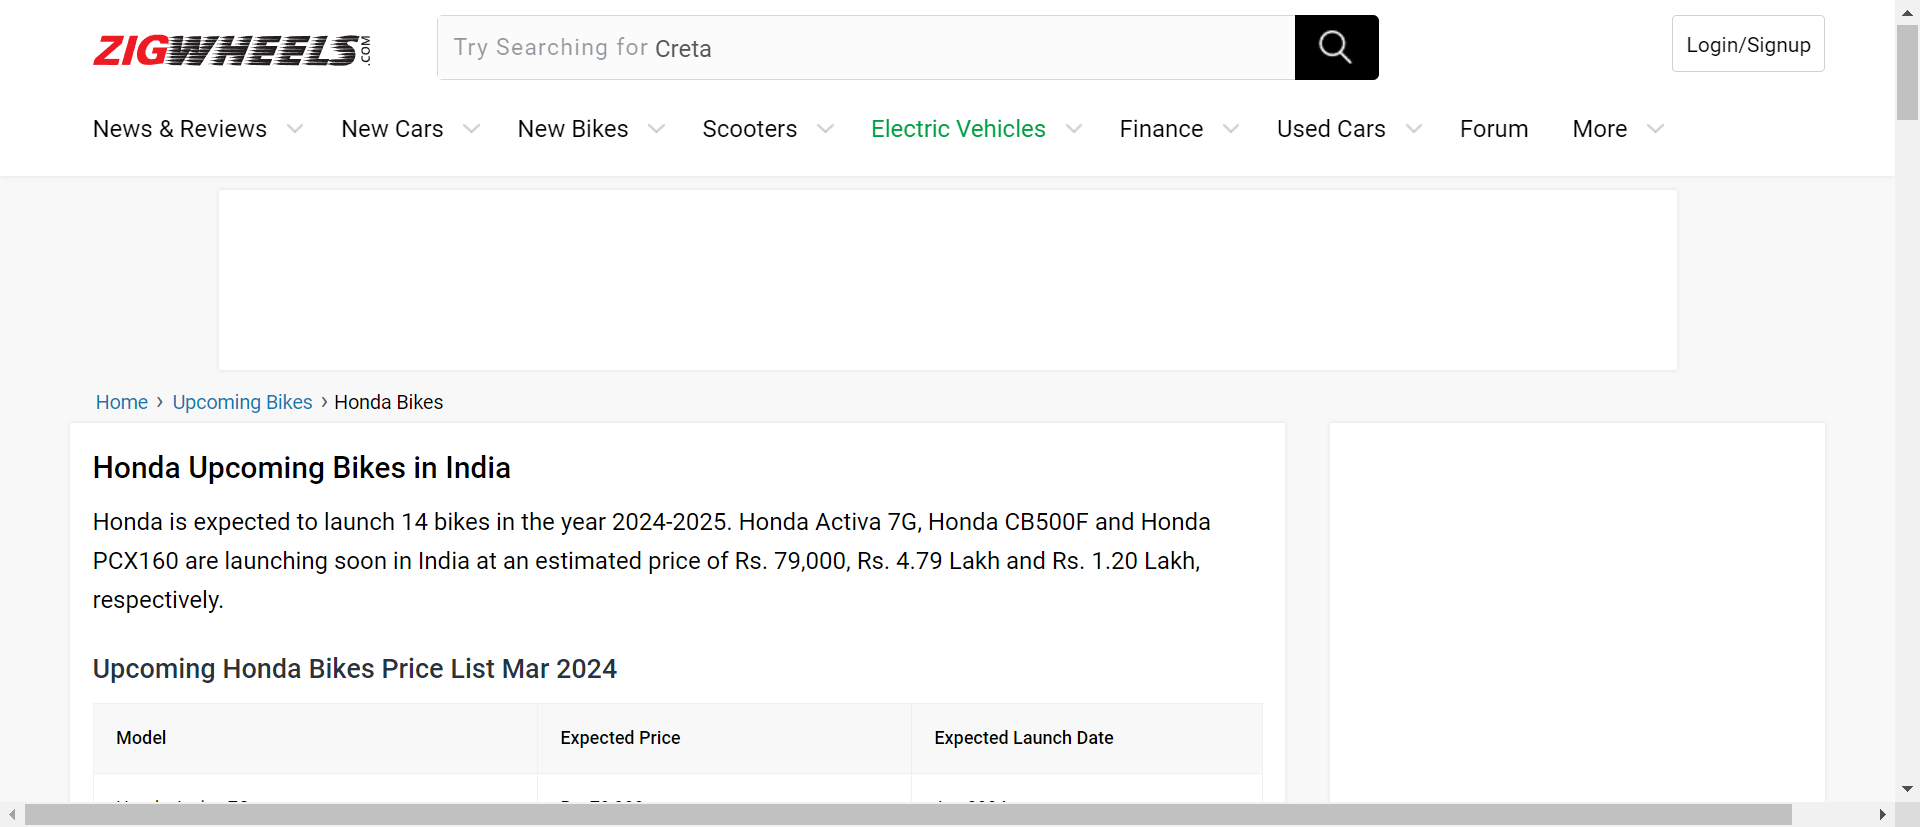 ZIGWHEELS.COM
Try Searching for Creta
Login/Signup
News & Reviews New Cars New Bikes Scooters Electric Vehicles Finance Used Cars Forum More
Home › Upcoming Bikes › Honda Bikes
Honda Upcoming Bikes in India
Honda is expected to launch 14 bikes in the year 2024-2025. Honda Activa 7G, Honda CB500F and Honda
PCX160 are launching soon in India at an estimated price of Rs. 79,000, Rs. 4.79 Lakh and Rs. 1.20 Lakh,
respectively.
Upcoming Honda Bikes Price List Mar 2024
Model Expected Price Expected Launch Date